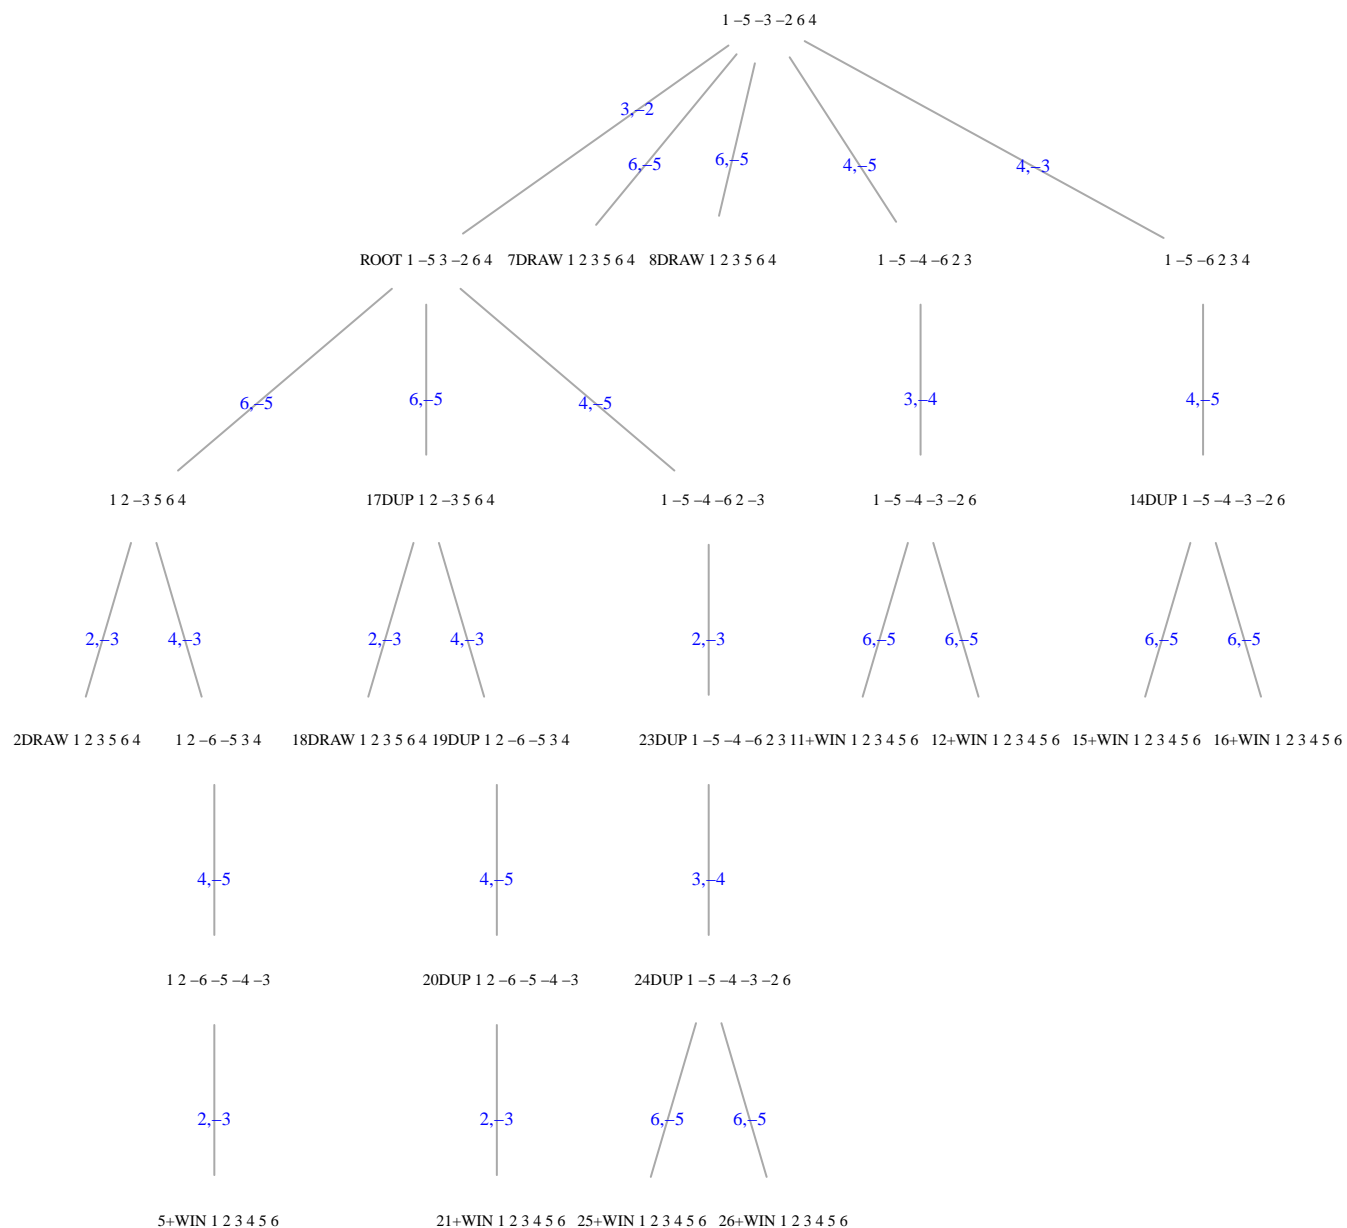 1 –5 –3 –2 6 4
3,–2
6,–5
6,–5
4,–5
4,–3
ROOT 1 –5 3 –2 6 4
7DRAW 1 2 3 5 6 4
8DRAW 1 2 3 5 6 4
1 –5 –4 –6 2 3
1 –5 –6 2 3 4
6,–5
6,–5
4,–5
3,–4
4,–5
1 2 –3 5 6 4
17DUP 1 2 –3 5 6 4
1 –5 –4 –6 2 –3
1 –5 –4 –3 –2 6
14DUP 1 –5 –4 –3 –2 6
2,–3
4,–3
2,–3
4,–3
2,–3
6,–5
6,–5
6,–5
6,–5
2DRAW 1 2 3 5 6 4
1 2 –6 –5 3 4
18DRAW 1 2 3 5 6 4
19DUP 1 2 –6 –5 3 4
23DUP 1 –5 –4 –6 2 3
11+WIN 1 2 3 4 5 6
12+WIN 1 2 3 4 5 6
15+WIN 1 2 3 4 5 6
16+WIN 1 2 3 4 5 6
4,–5
4,–5
3,–4
1 2 –6 –5 –4 –3
20DUP 1 2 –6 –5 –4 –3
24DUP 1 –5 –4 –3 –2 6
2,–3
2,–3
6,–5
6,–5
5+WIN 1 2 3 4 5 6
21+WIN 1 2 3 4 5 6
25+WIN 1 2 3 4 5 6
26+WIN 1 2 3 4 5 6